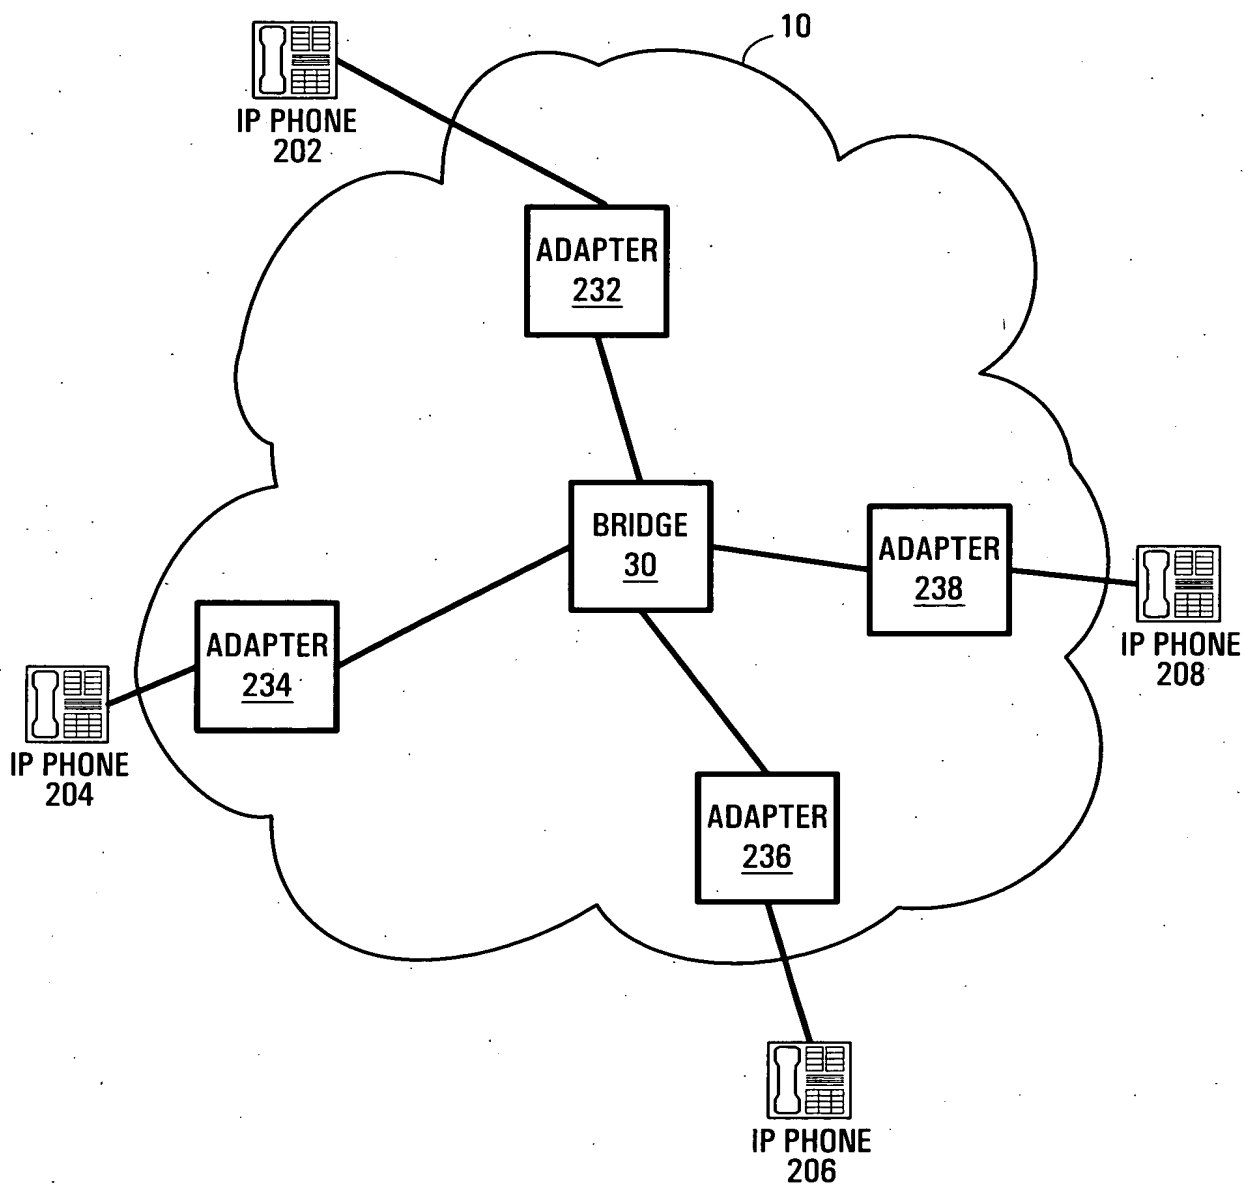 10
IP PHONE
202
ADAPTER
232
BRIDGE
30
ADAPTER
238
IP PHONE
208
ADAPTER
234
IP PHONE
204
ADAPTER
236
IP PHONE
206